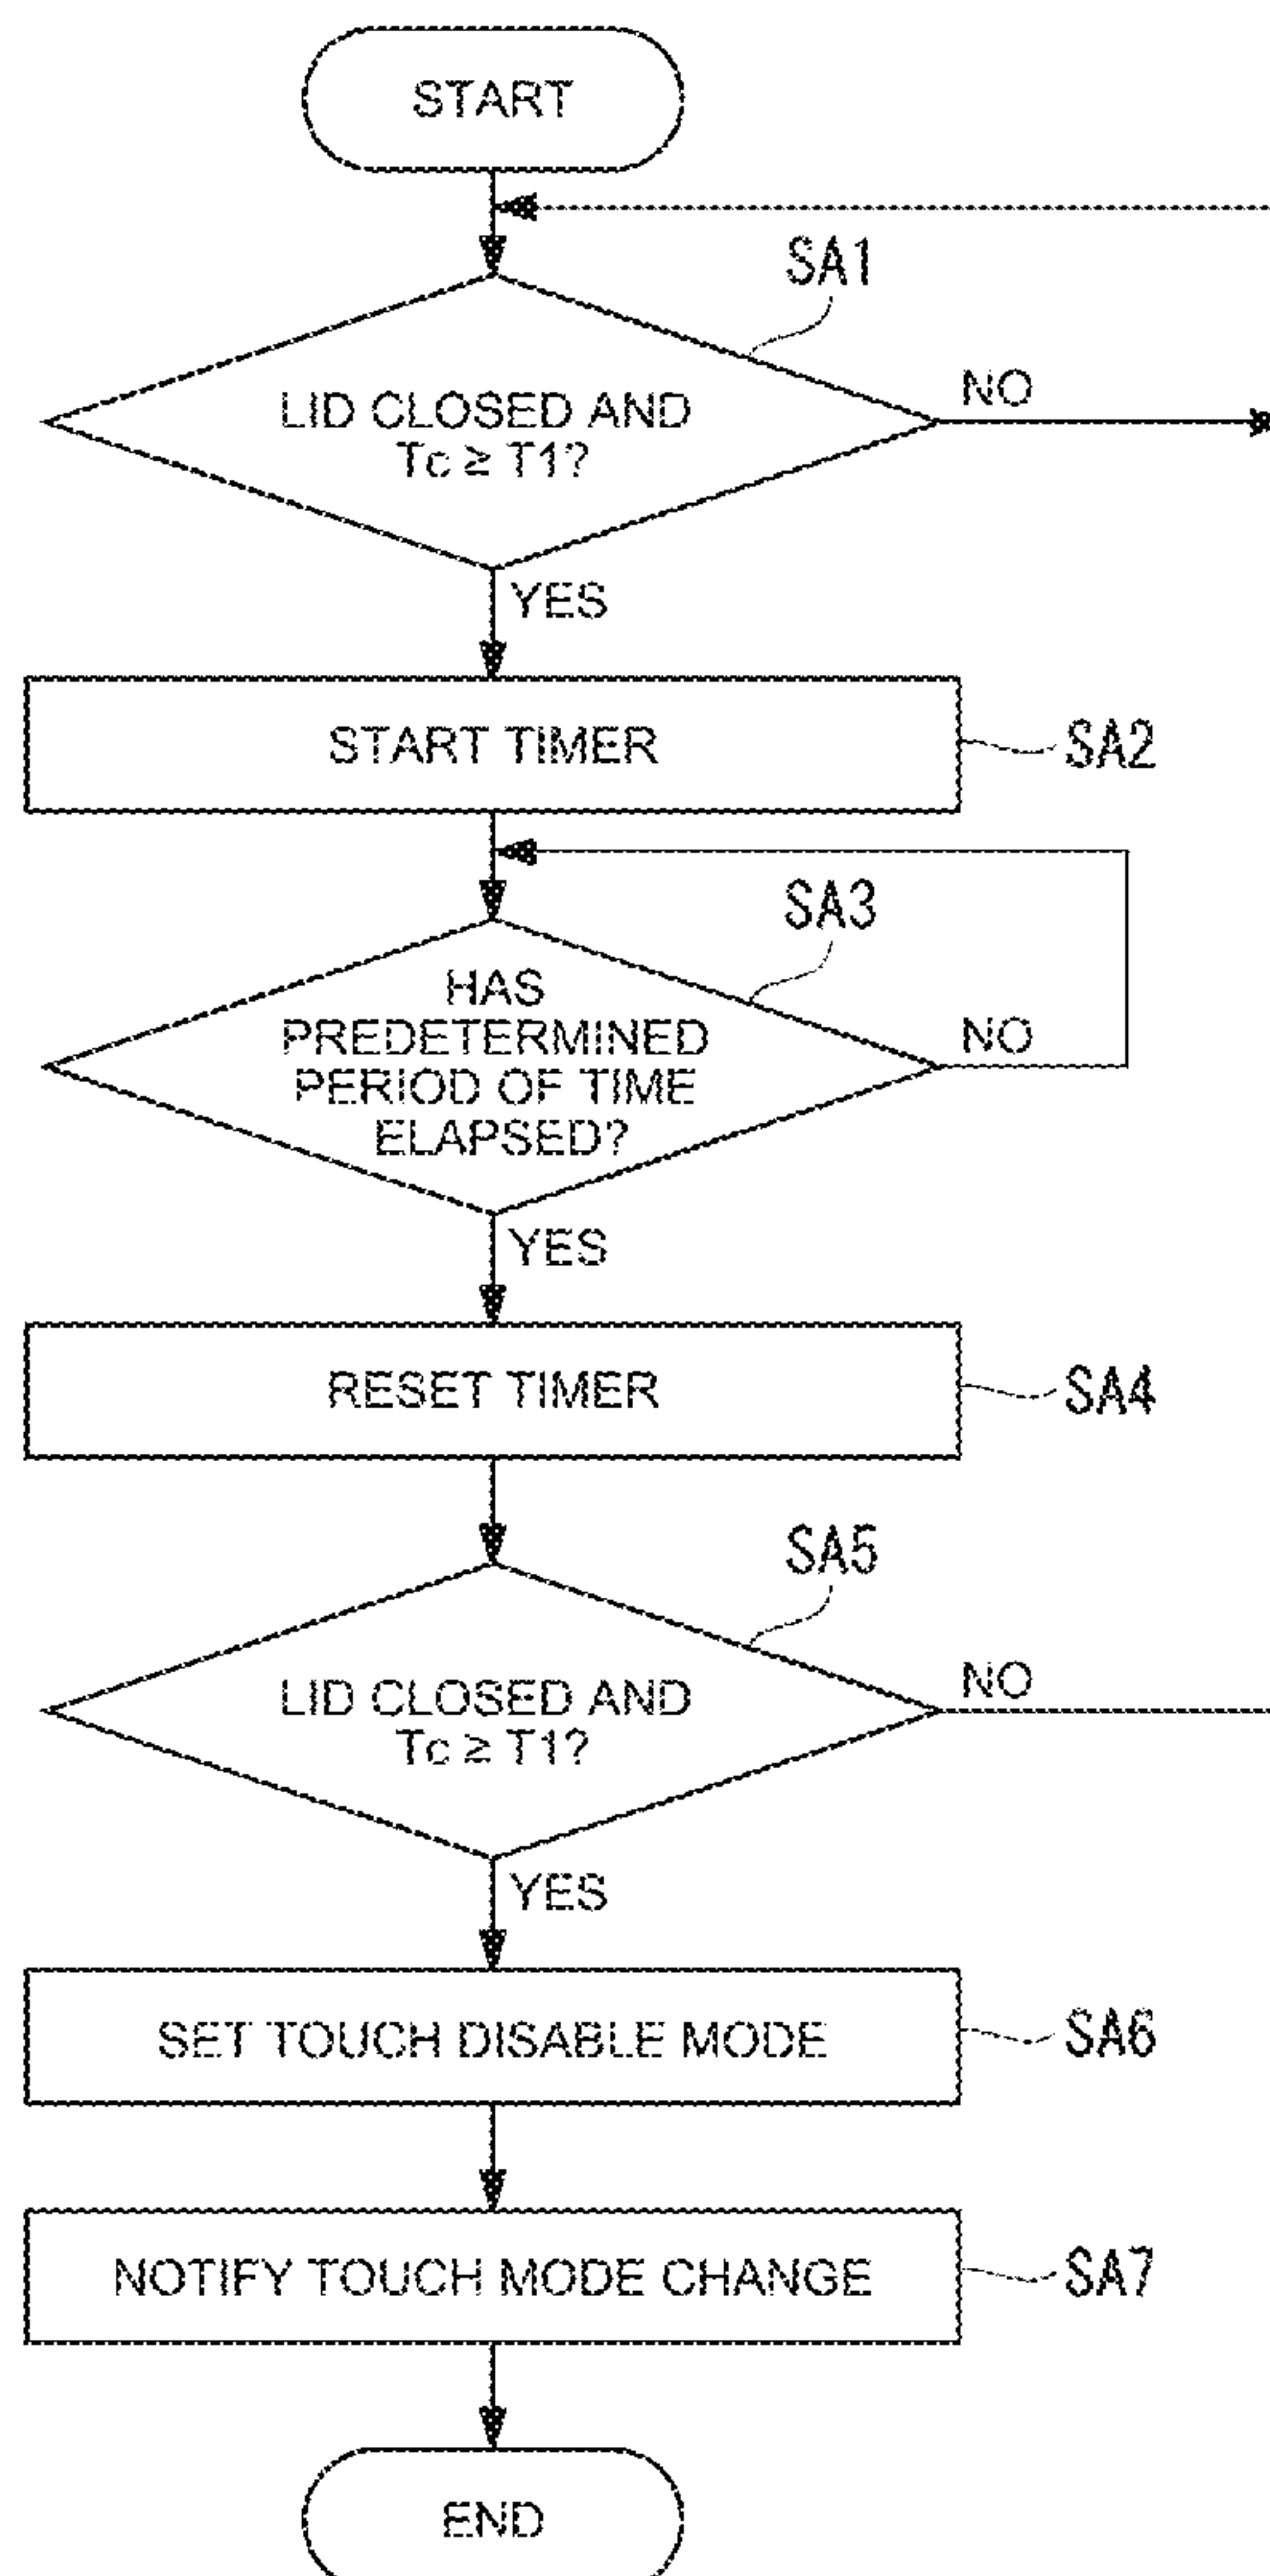 START
SA1
LID CLOSED AND
Tc ≥ T1?
NO
YES
START TIMER
SA2
SA3
HAS
PREDETERMINED
PERIOD OF TIME
ELAPSED?
NO
YES
RESET TIMER
SA4
SA5
LID CLOSED AND
Tc ≥ T1?
NO
YES
SET TOUCH DISABLE MODE
SA6
NOTIFY TOUCH MODE CHANGE
SA7
END